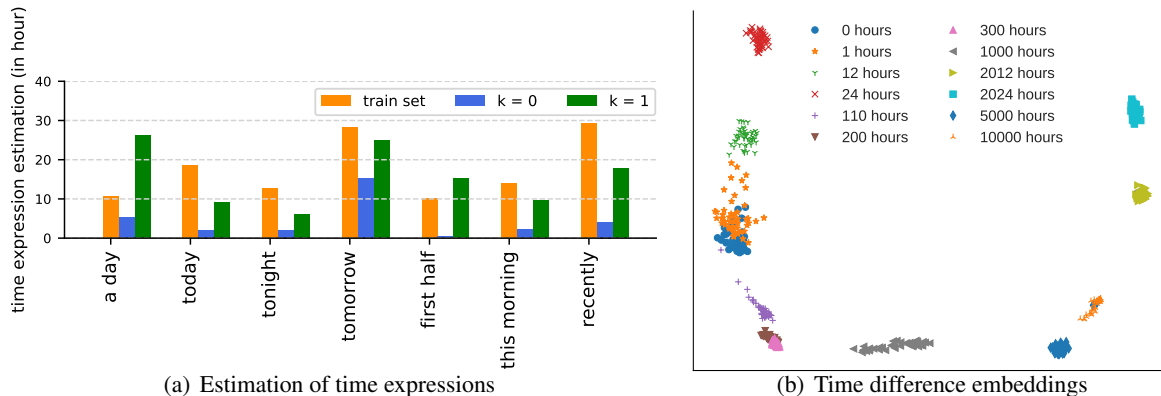 time expression estimation (in hour)
40
30
20
10
0
train set
k = 0
k = 1
a day
today
tonight
tomorrow
first half
this morning
recently
(a) Estimation of time expressions
0 hours
1 hours
12 hours
24 hours
110 hours
200 hours
300 hours
1000 hours
2012 hours
2024 hours
5000 hours
10000 hours
(b) Time difference embeddings